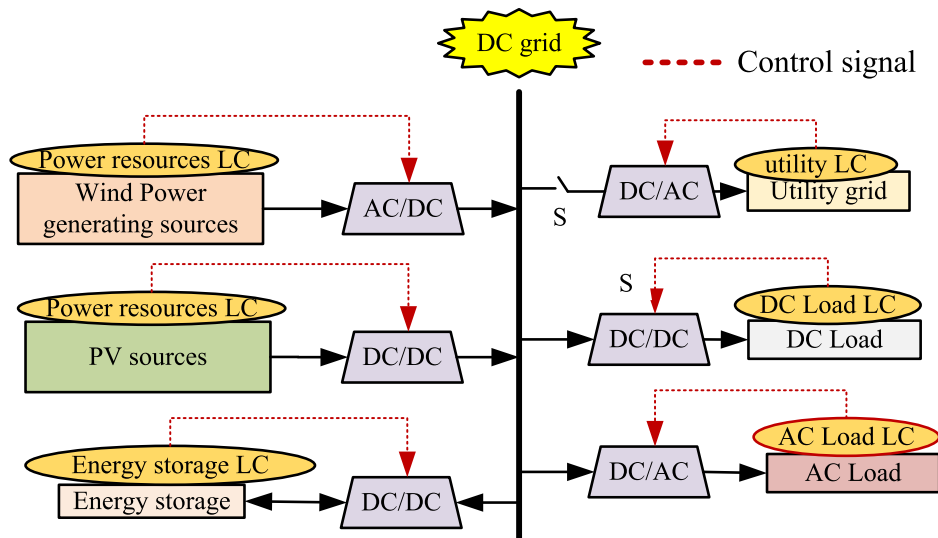 DC grid
Control signal
Power resources LC
Wind Power
generating sources
AC/DC
S
DC/AC
utility LC
Utility grid
Power resources LC
PV sources
DC/DC
S
DC/DC
DC Load LC
DC Load
Energy storage LC
Energy storage
DC/DC
DC/AC
AC Load LC
AC Load